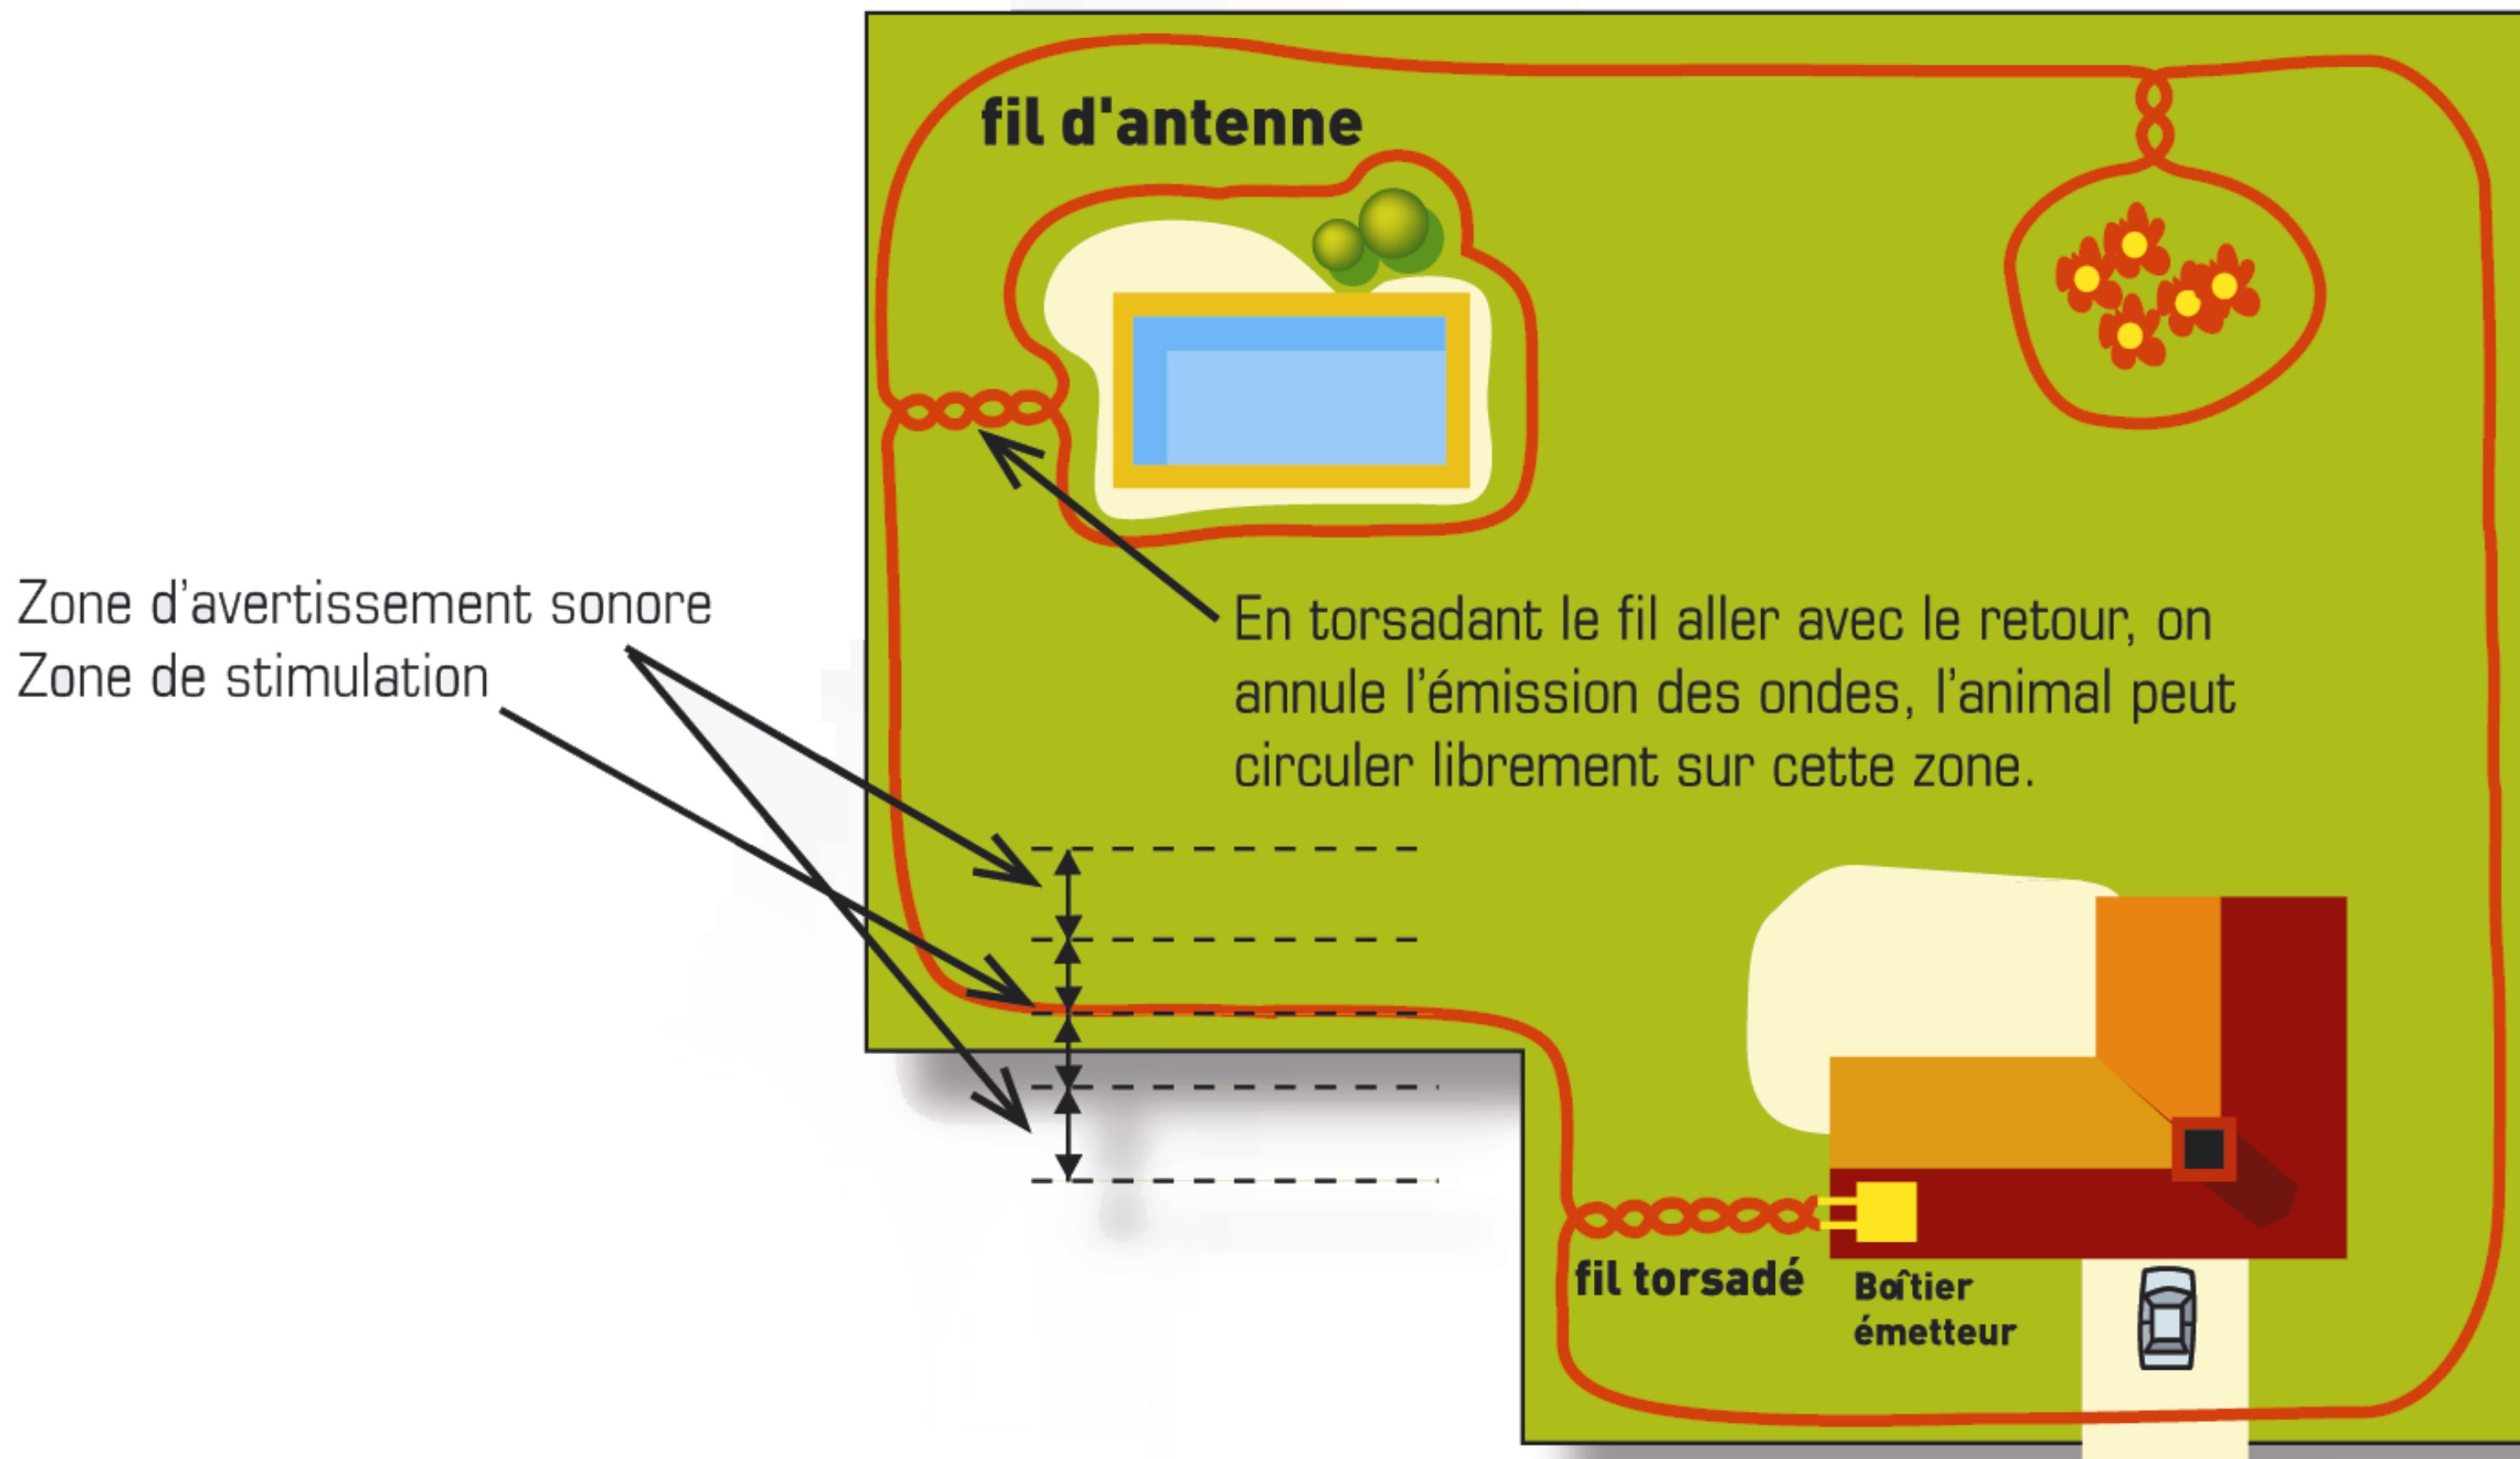 fil d'antenne
Zone d'avertissement sonore
Zone de stimulation
En torsadant le fil aller avec le retour, on
annule l'émission des ondes, l'animal peut
circuler librement sur cette zone.
fil torsadé
Boîtier
émetteur